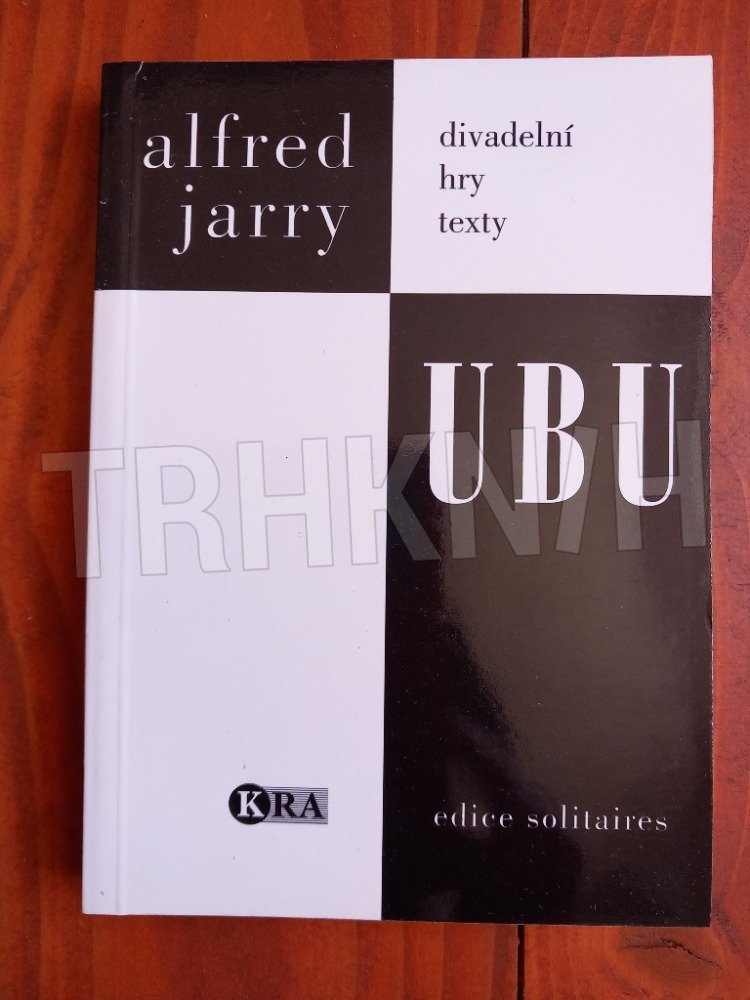 alfred
jarry
divadelní
hry
texty
UBU
TRHKNIH
KRA
edice solitaires